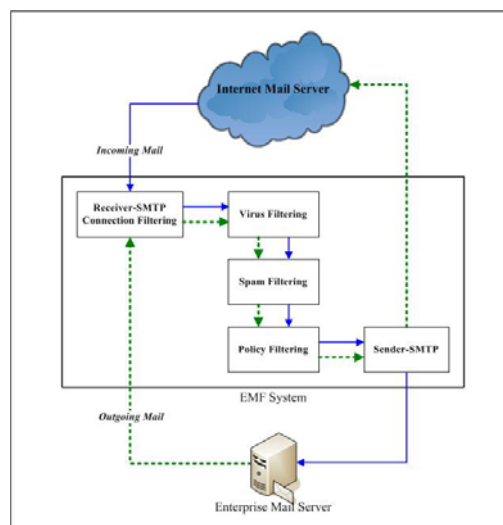 Internet Mail Server
Incoming Mail
Receiver-SMTP
Connection Filtering
Virus Filtering
Spam Filtering
Policy Filtering
Sender-SMTP
EMF System
Outgoing Mail
Enterprise Mail Server